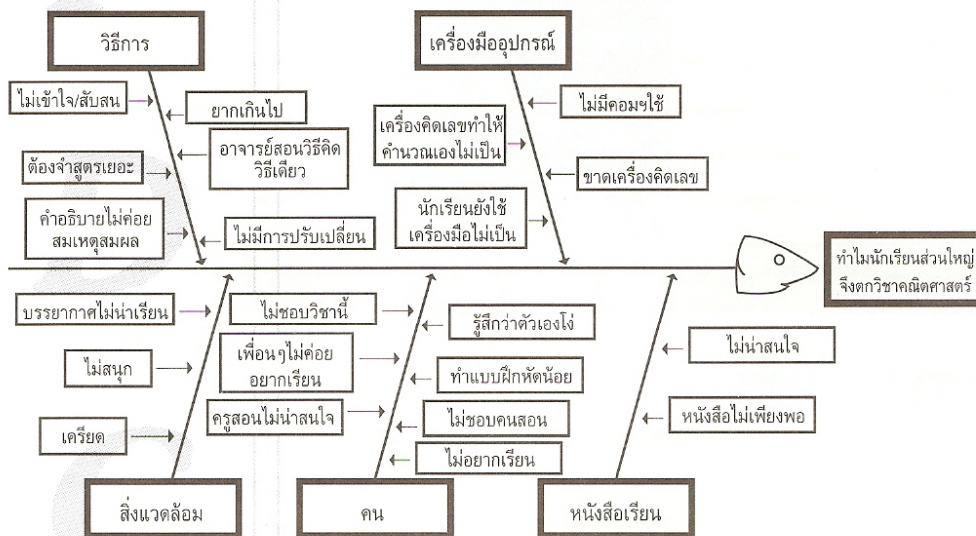 วิธีการ
เครื่องมืออุปกรณ์
ไม่เข้าใจ/สับสน
ยากเกินไป
อาจารย์สอนวิธีคิด
วิธีเดียว
ต้องจำสูตรเยอะ
คำอธิบายไม่ค่อย
สมเหตุสมผล
ไม่มีการปรับเปลี่ยน
ไม่มีคอมฯใช้
เครื่องคิดเลขทำให้
คำนวณเองไม่เป็น
ขาดเครื่องคิดเลข
นักเรียนยังใช้
เครื่องมือไม่เป็น
ทำไมนักเรียนส่วนใหญ่
จึงตกวิชาคณิตศาสตร์
บรรยากาศไม่น่าเรียน
ไม่สนุก
เครียด
ไม่ชอบวิชานี้
รู้สึกว่าตัวเองโง่
เพื่อนๆไม่ค่อย
อยากเรียน
ทำแบบฝึกหัดน้อย
ครูสอนไม่น่าสนใจ
ไม่ชอบคนสอน
ไม่อยากเรียน
ไม่น่าสนใจ
หนังสือไม่เพียงพอ
สิ่งแวดล้อม
คน
หนังสือเรียน